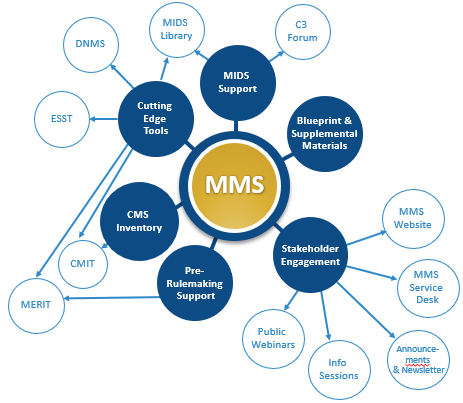 C3
Forum
MIDS
Library
DNMS
MIDS
Support
Cutting
Edge
Tools
ESST
Blueprint &
Supplemental
Materials
MMS
CMS
Inventory
MMS
Website
Stakeholder
Engagement
CMIT
Pre-
Rulemaking
Support
MMS
Service
Desk
MERIT
Public
Webinars
Info
Sessions
Announce-
ments
& Newsletter